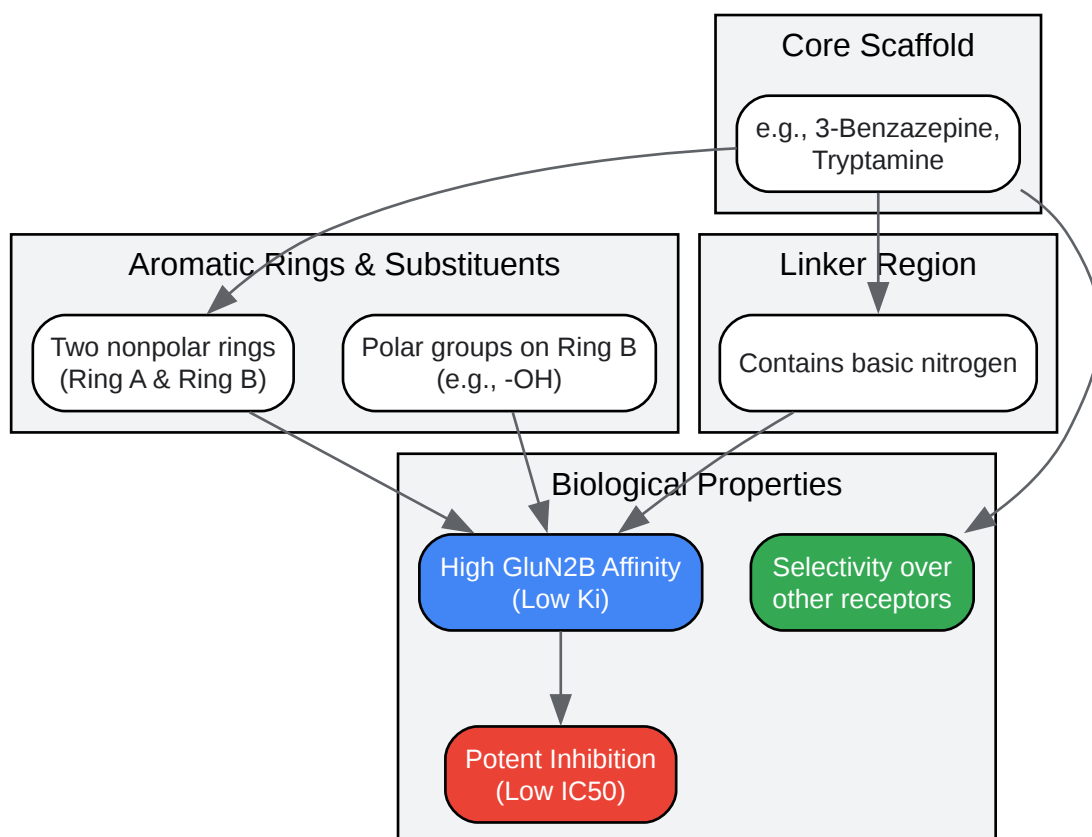 Core Scaffold
e.g., 3-Benzazepine,
Tryptamine
Aromatic Rings & Substituents
Linker Region
Two nonpolar rings
(Ring A & Ring B)
Polar groups on Ring B
(e.g., -OH)
Contains basic nitrogen
Biological Properties
High GluN2B Affinity
(Low Ki)
Selectivity over
other receptors
Potent Inhibition
(Low IC50)